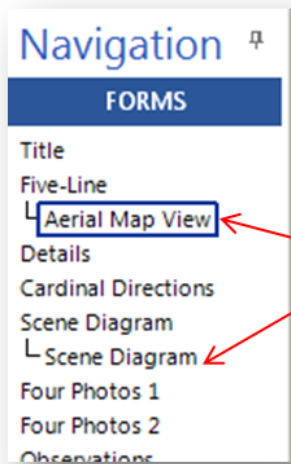 Navigation
FORMS
Title
Five-Line
Aerial Map View
Details
Cardinal Directions
Scene Diagram
Scene Diagram
Four Photos 1
Four Photos 2
Observations